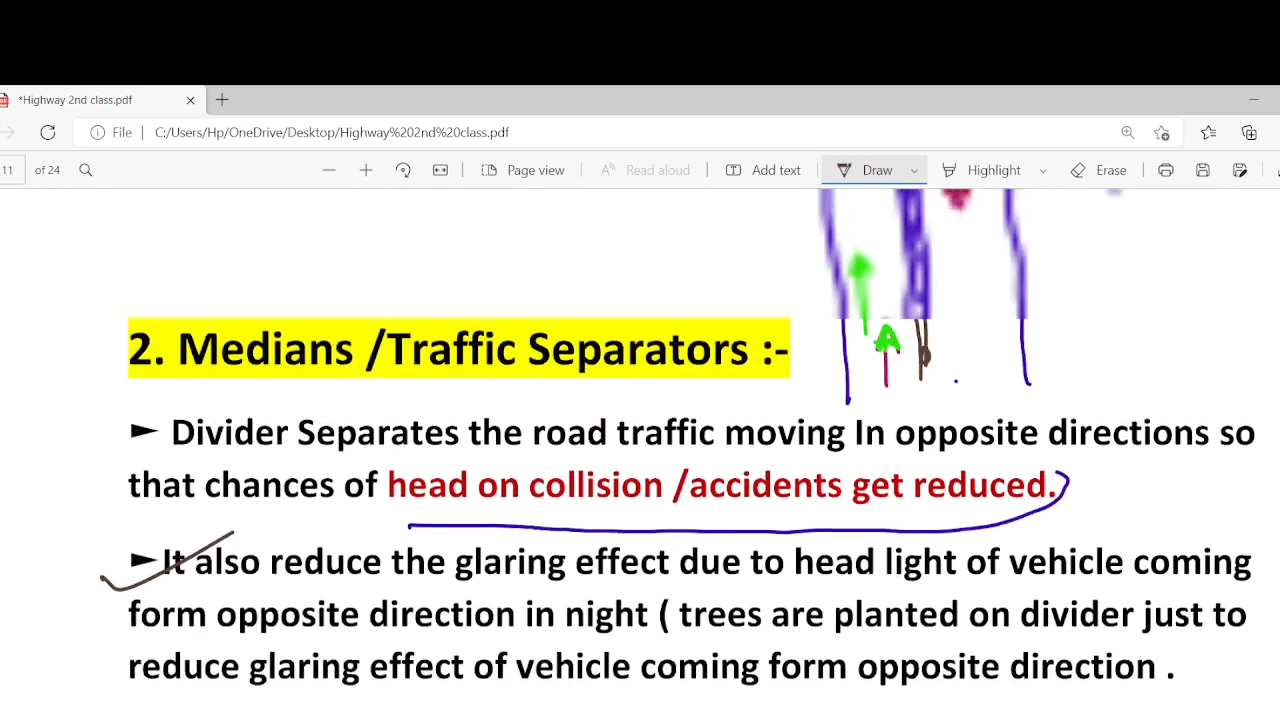 *Highway 2nd class.pdf
File C:/Users/Hp/OneDrive/Desktop/Highway%202nd%20class.pdf
11 of 24 Page view Read aloud Add text Draw Highlight Erase
A
2. Medians /Traffic Separators :-
► Divider Separates the road traffic moving In opposite directions so
that chances of head on collision /accidents get reduced.
►It also reduce the glaring effect due to head light of vehicle coming
form opposite direction in night ( trees are planted on divider just to
reduce glaring effect of vehicle coming form opposite direction .